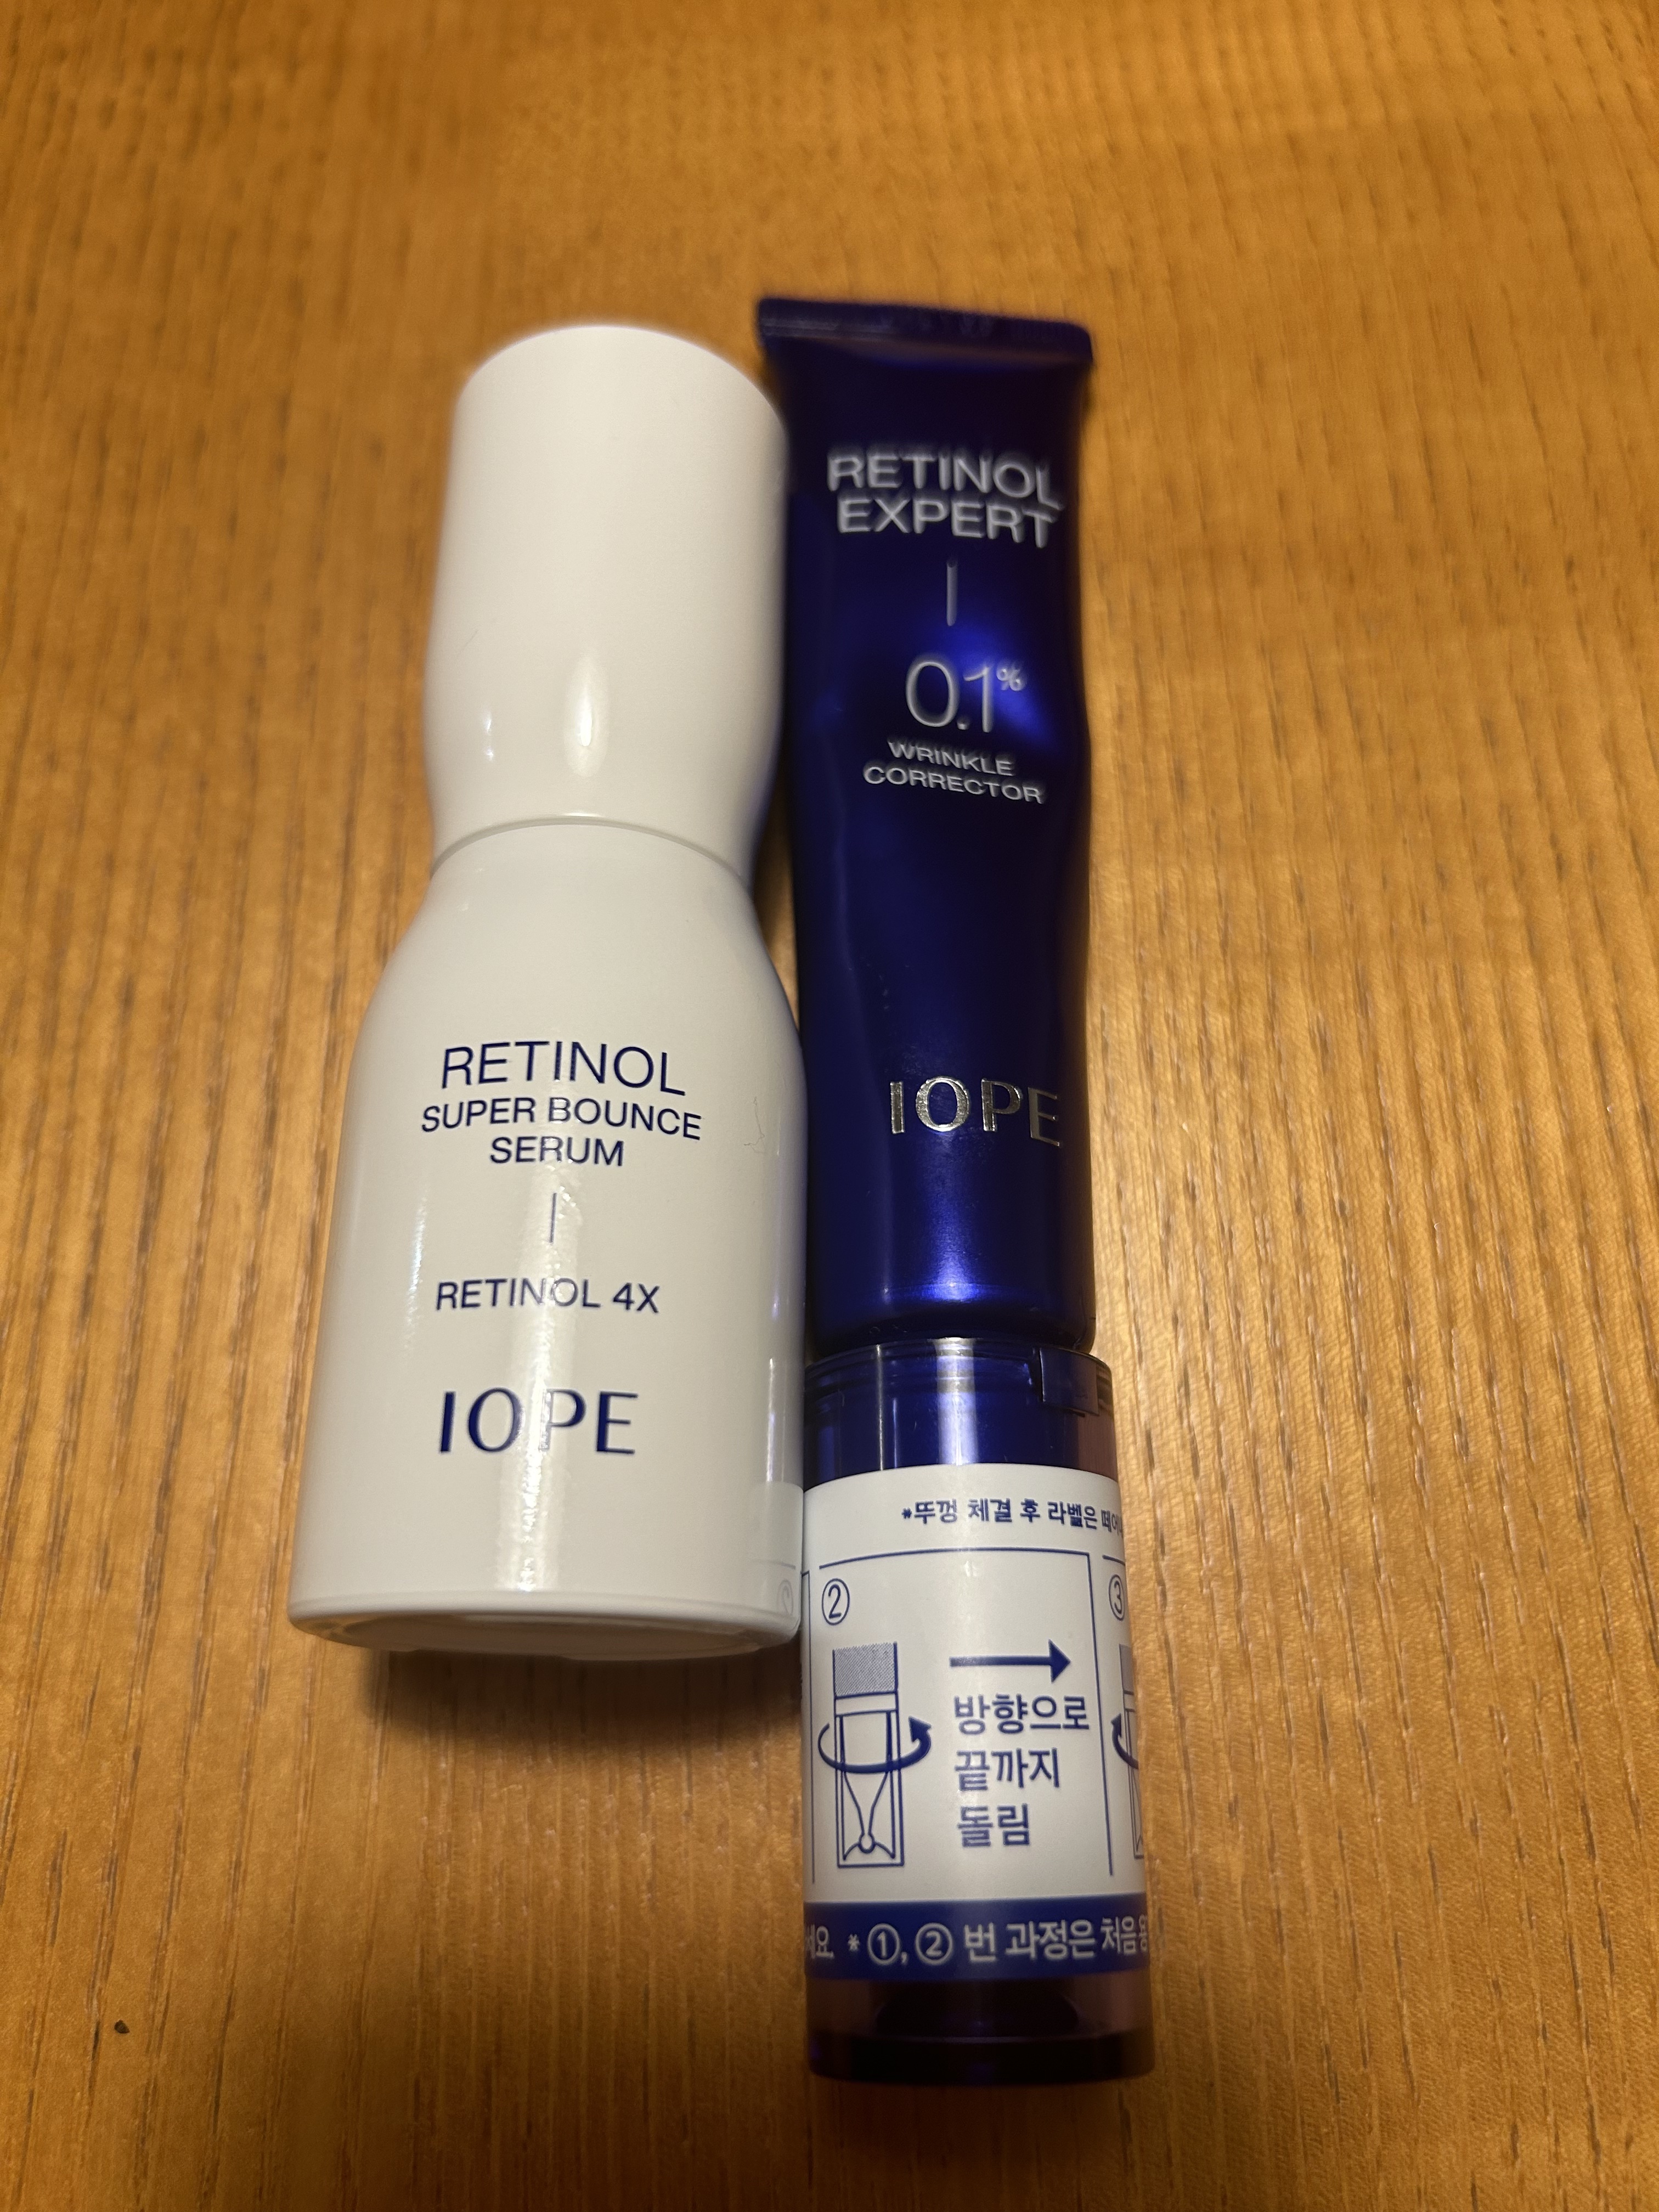 RETINOL
SUPER BOUNCE
SERUM
RETINOL 4X
IOPE
RETINOL
EXPERT
0.1%
WRINKLE
CORRECTOR
IOPE
*뚜껑 체결 후 라벨은
②
방향으로
끝까지
돌림
③
*①, ② 번 과정은 처음